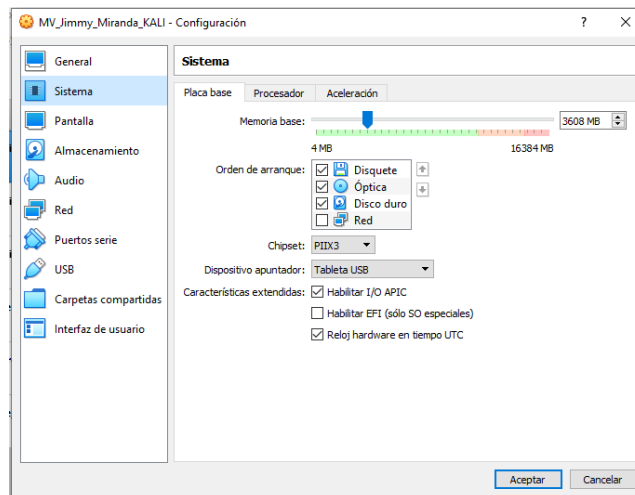 MV_Jimmy_Miranda_KALI - Configuración
General
Sistema
Pantalla
Almacenamiento
Audio
Red
Puertos serie
USB
Carpetas compartidas
Interfaz de usuario
Sistema
Placa base Procesador Aceleración
Memoria base: 3608 MB
4 MB 16384 MB
Orden de arranque: Disquete
Óptica
Disco duro
Red
Chipset: PIIX3
Dispositivo apuntador: Tableta USB
Características extendidas: Habilitar I/O APIC
Habilitar EFI (sólo SO especiales)
Reloj hardware en tiempo UTC
Aceptar Cancelar